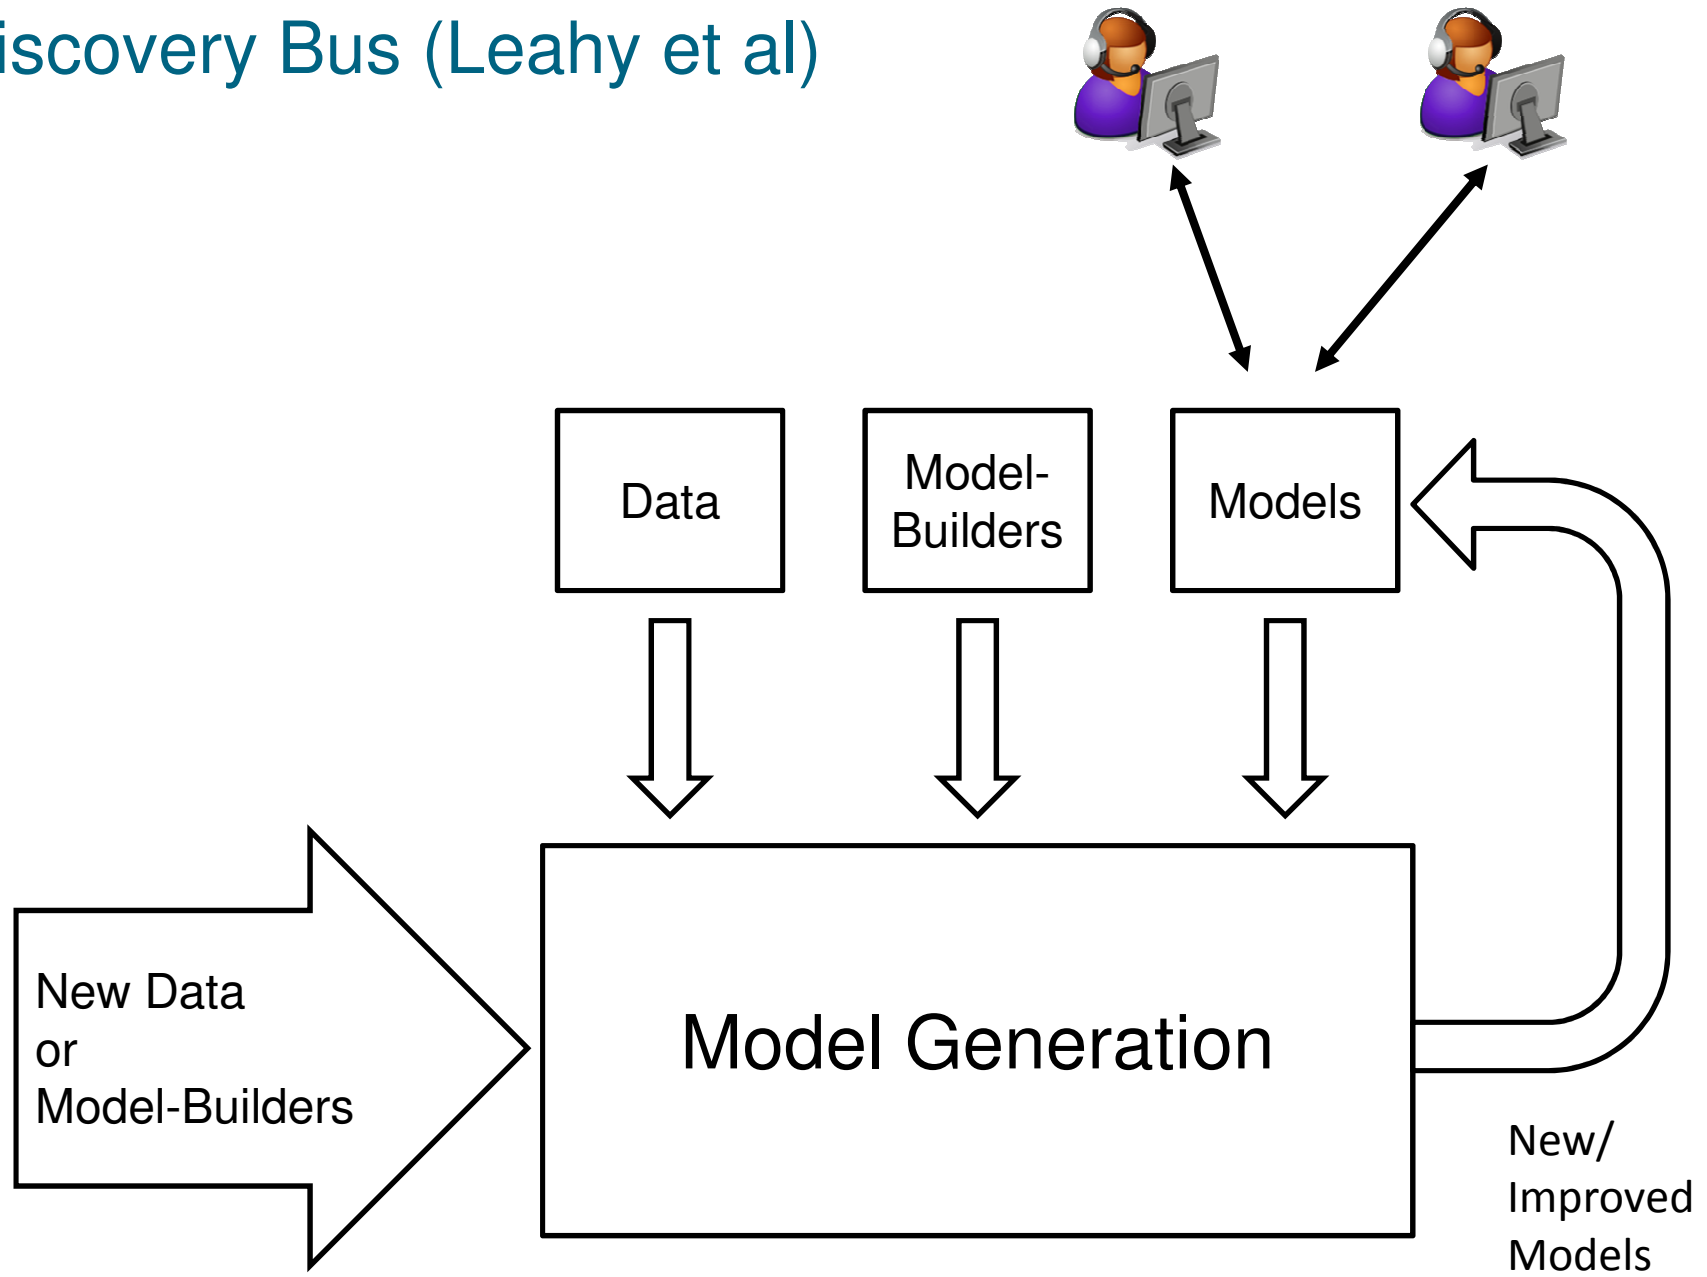 iscovery Bus (Leahy et al)
Data
Model-
Builders
Models
New Data
or
Model-Builders
Model Generation
New/
Improved
Models